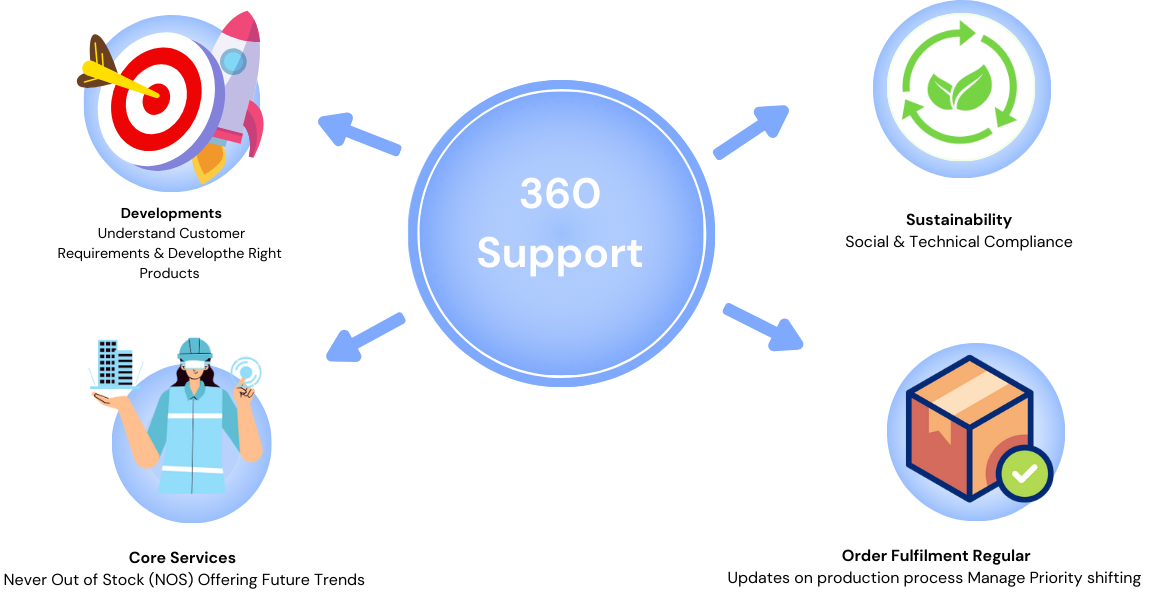 360
Support
Developments
Understand Customer
Requirements & Developthe Right
Products
Sustainability
Social & Technical Compliance
Core Services
Never Out of Stock (NOS) Offering Future Trends
Order Fulfilment Regular
Updates on production process Manage Priority shifting